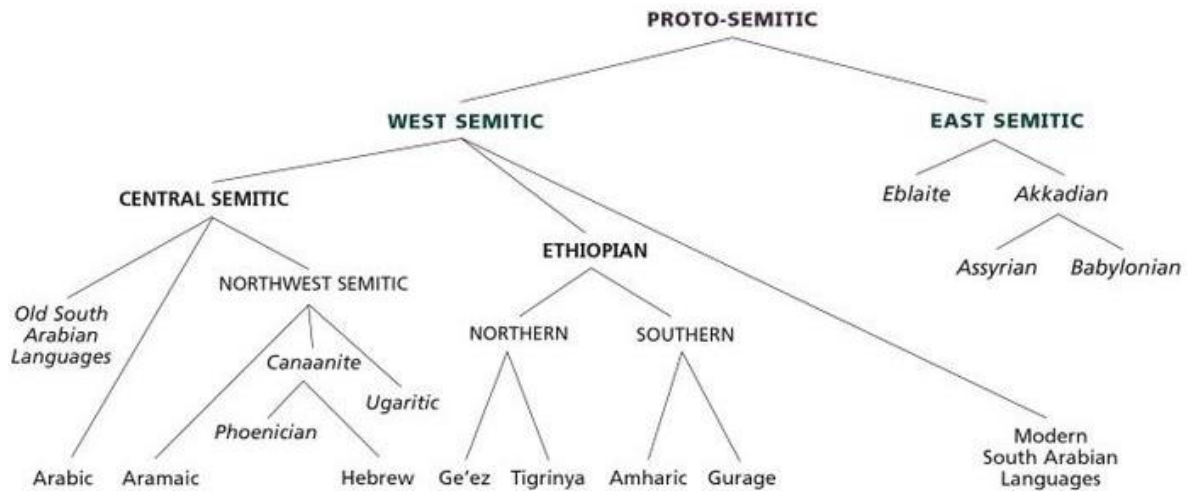 PROTO-SEMITIC
WEST SEMITIC
EAST SEMITIC
CENTRAL SEMITIC
Eblaite
Akkadian
ETHIOPIAN
Assyrian
Babylonian
NORTHWEST SEMITIC
Old South
Arabian
Languages
NORTHERN
SOUTHERN
Canaanite
Ugaritic
Phoenician
Arabic
Aramaic
Hebrew
Ge'ez
Tigrinya
Amharic
Gurage
Modern
South Arabian
Languages